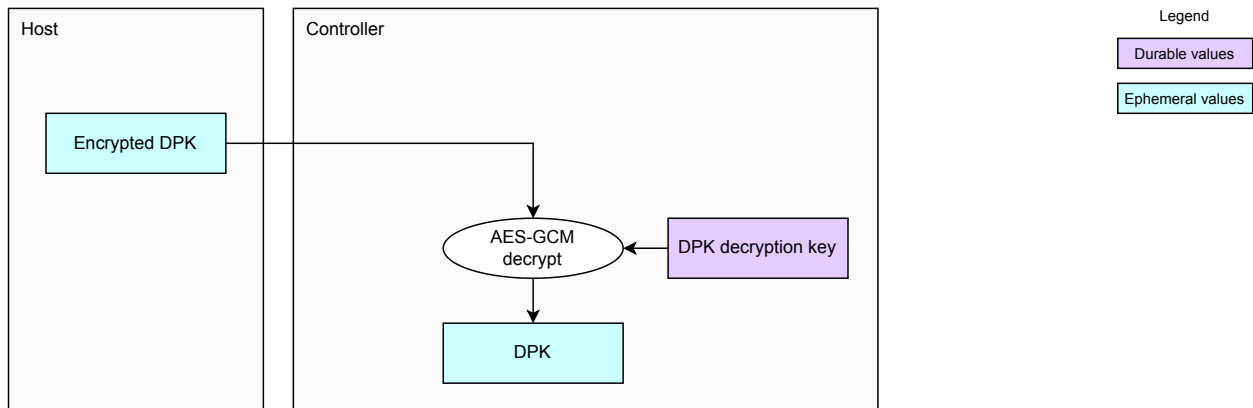 Host
Controller
Legend
Durable values
Ephemeral values
Encrypted DPK
AES-GCM
decrypt
DPK decryption key
DPK